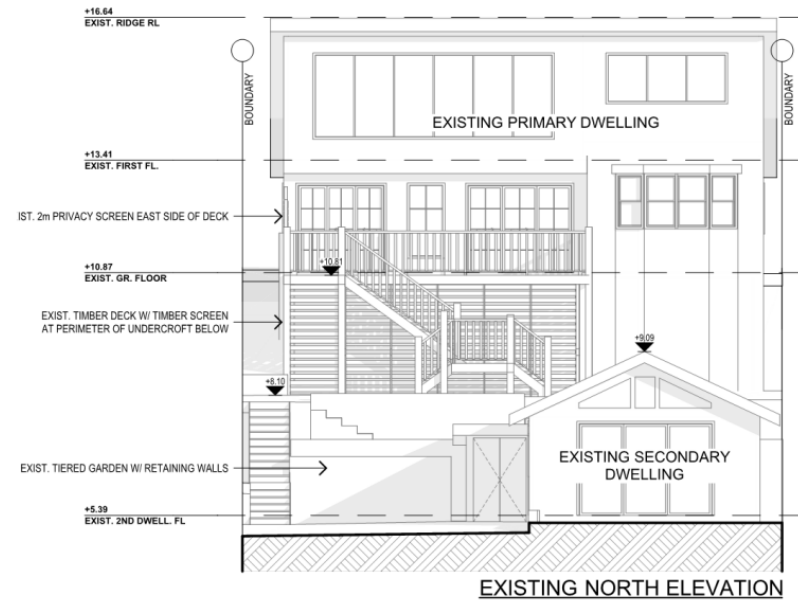 +16.64
EXIST. RIDGE RL
BOUNDARY
BOUNDARY
EXISTING PRIMARY DWELLING
+13.41
EXIST. FIRST FL.
IST. 2m PRIVACY SCREEN EAST SIDE OF DECK
+10.81
+10.87
EXIST. GR. FLOOR
EXIST. TIMBER DECK W/ TIMBER SCREEN
AT PERIMETER OF UNDERCROFT BELOW
+9.09
+8.10
EXISTING SECONDARY
DWELLING
EXIST. TIERED GARDEN W/ RETAINING WALLS
+5.39
EXIST. 2ND DWELL. FL
EXISTING NORTH ELEVATION